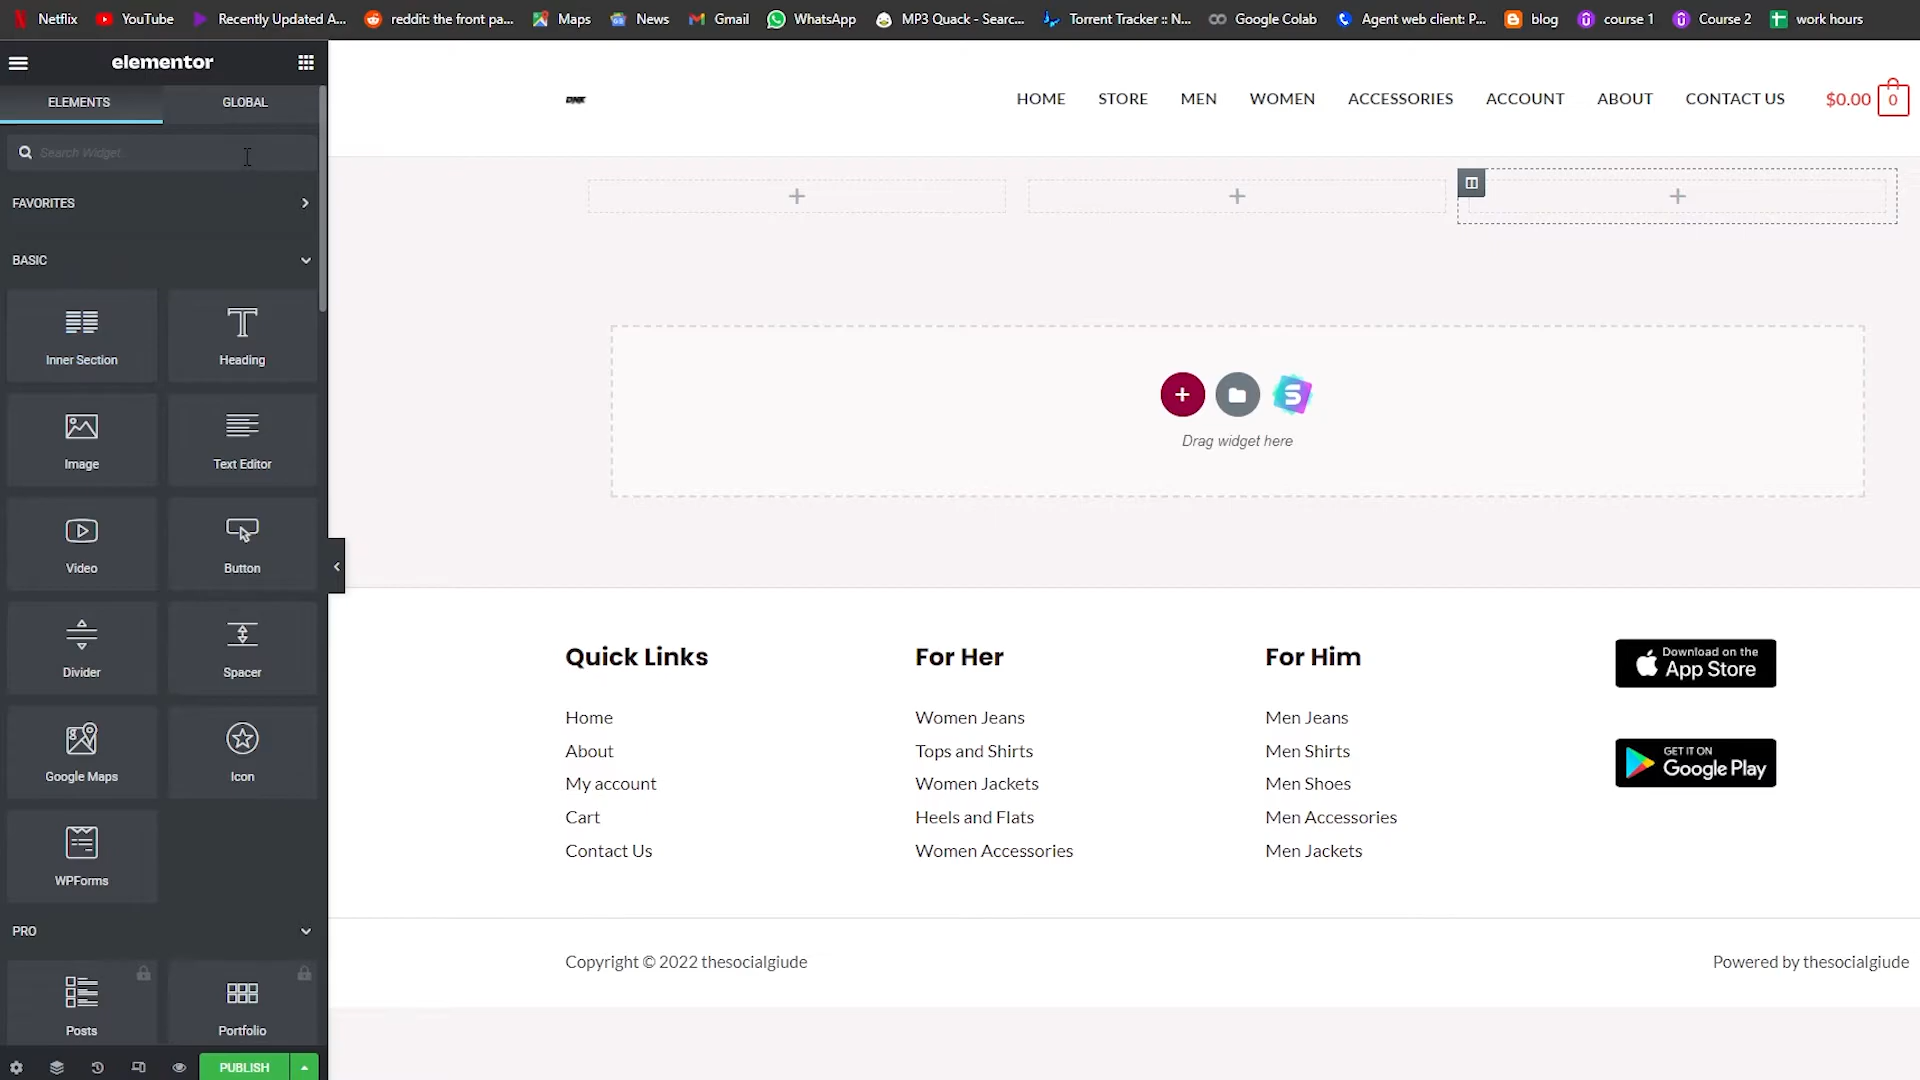 Netflix
YouTube
Recently Updated A...
reddit: the front pa...
Maps
News
Gmail
WhatsApp
MP3 Quack - Searc...
Torrent Tracker :: N...
Google Colab
Agent web client: P...
blog
course 1
Course 2
work hours
elementor
ELEMENTS
GLOBAL
Search Widget
FAVORITES
BASIC
Inner Section
Heading
Image
Text Editor
Video
Button
Divider
Spacer
Google Maps
Icon
WPForms
PRO
Posts
Portfolio
PUBLISH
HOME
STORE
MEN
WOMEN
ACCESSORIES
ACCOUNT
ABOUT
CONTACT US
$0.00
0
Drag widget here
Quick Links
Home
About
My account
Cart
Contact Us
For Her
Women Jeans
Tops and Shirts
Women Jackets
Heels and Flats
Women Accessories
For Him
Men Jeans
Men Shirts
Men Shoes
Men Accessories
Men Jackets
Download on the
App Store
GET IT ON
Google Play
Copyright © 2022 thesocialgiude
Powered by thesocialgiude